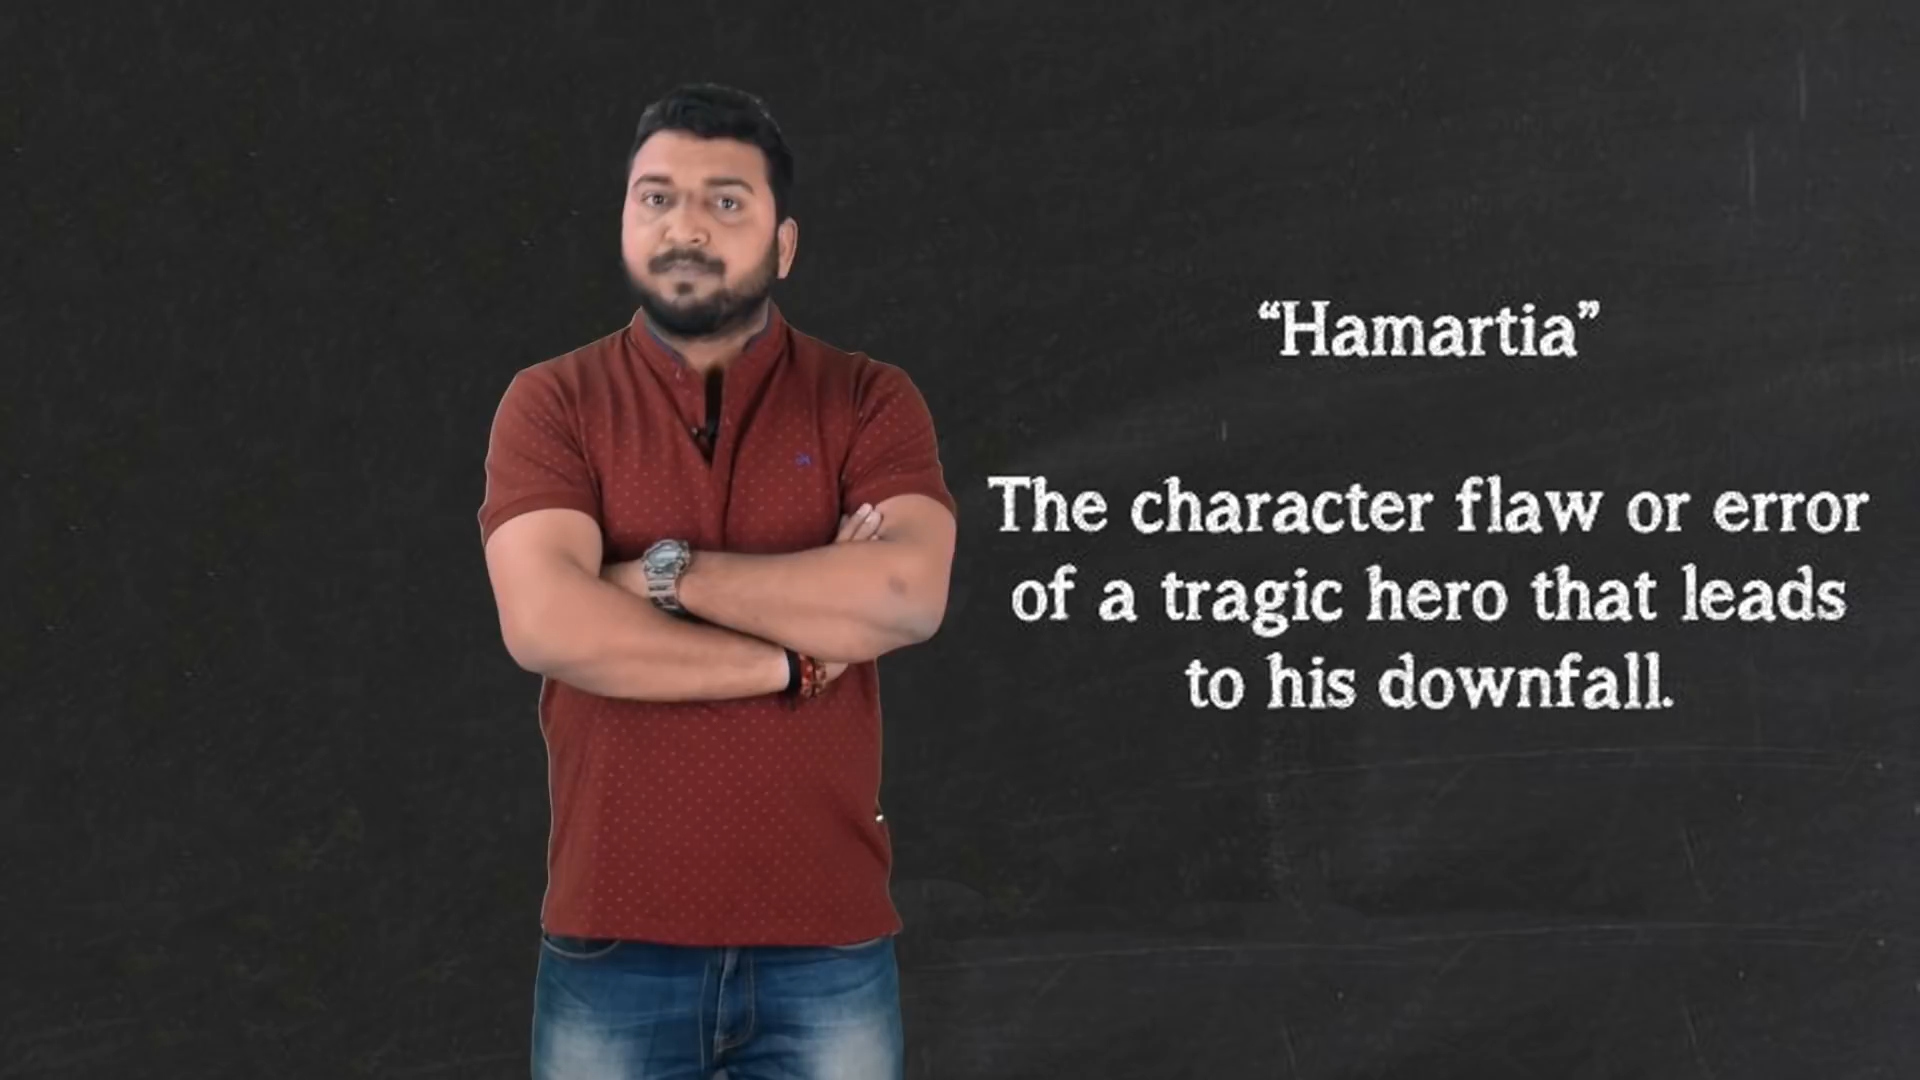 “Hamartia”
The character flaw or error
of a tragic hero that leads
to his downfall.